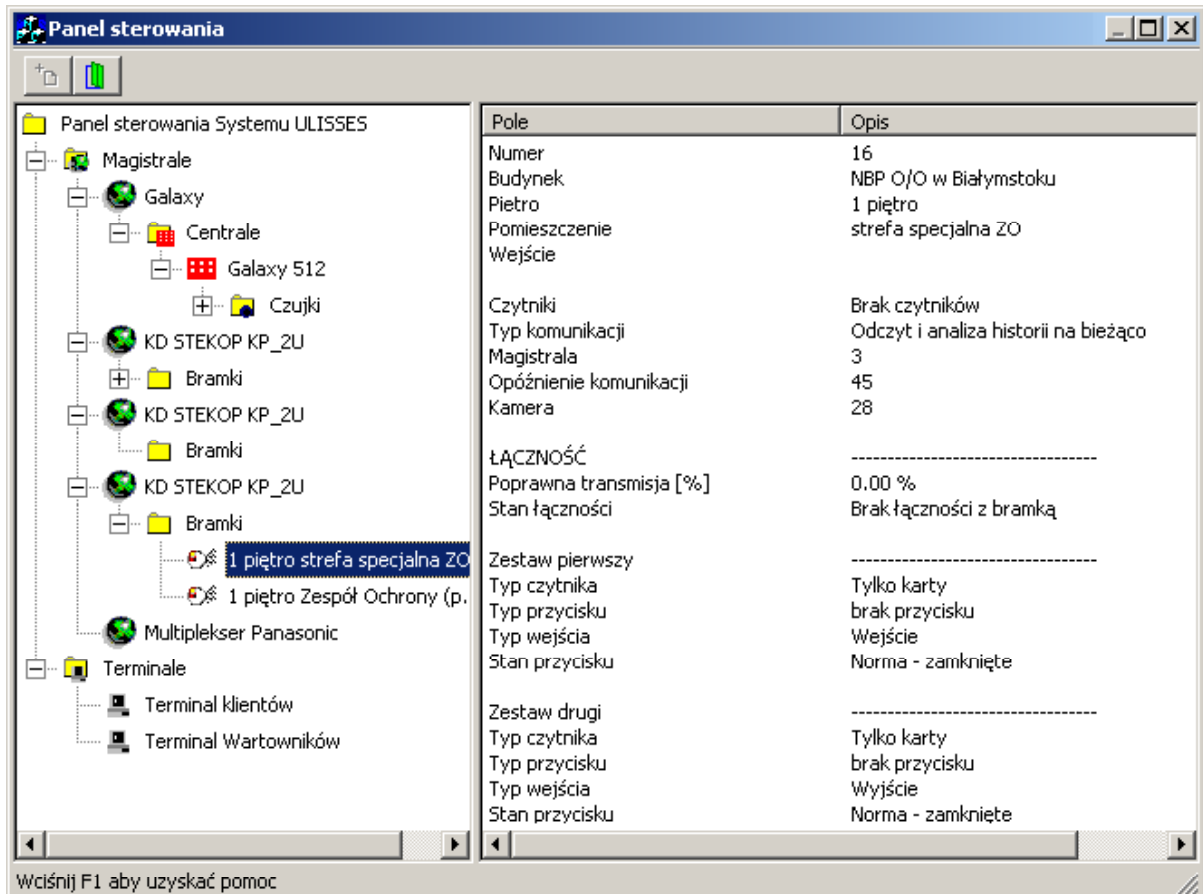 Panel sterowania
Panel sterowania Systemu ULISSES
Magistrale
Galaxy
Centrale
Galaxy 512
Czujki
KD STEKOP KP_2U
Bramki
KD STEKOP KP_2U
Bramki
KD STEKOP KP_2U
Bramki
1 piętro strefa specjalna ZO
1 piętro Zespół Ochrony (p.
Multiplekser Panasonic
Terminale
Terminal klientów
Terminal Wartowników
Pole Opis
Numer 16
Budynek NBP O/O w Białymstoku
Pietro 1 piętro
Pomieszczenie strefa specjalna ZO
Wejście
Czytniki Brak czytników
Typ komunikacji Odczyt i analiza historii na bieżąco
Magistrala 3
Opóźnienie komunikacji 45
Kamera 28
ŁĄCZNOŚĆ ---------------------------------
Poprawna transmisja [%] 0.00 %
Stan łączności Brak łączności z bramką
Zestaw pierwszy ---------------------------------
Typ czytnika Tylko karty
Typ przycisku brak przycisku
Typ wejścia Wejście
Stan przycisku Norma - zamknięte
Zestaw drugi ---------------------------------
Typ czytnika Tylko karty
Typ przycisku brak przycisku
Typ wejścia Wyjście
Stan przycisku Norma - zamknięte
Wciśnij F1 aby uzyskać pomoc